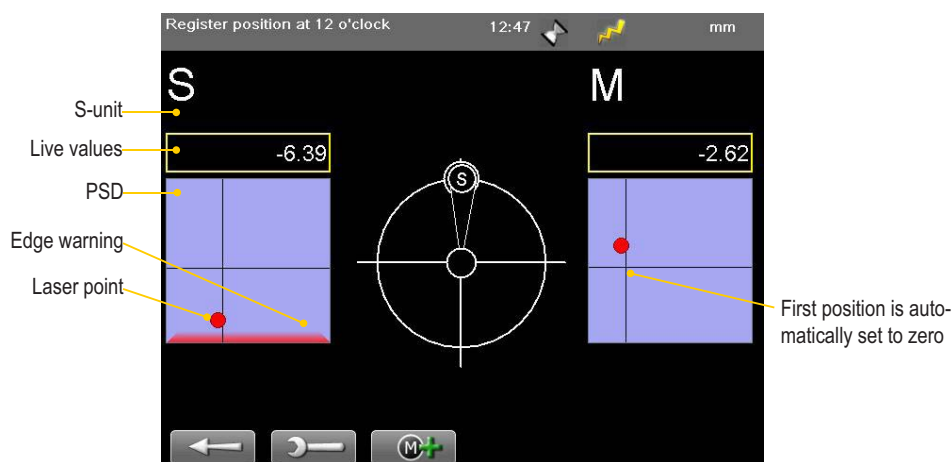 Register position at 12 o'clock
12:47
mm
S
M
S-unit
Live values
-6.39
-2.62
PSD
S
Edge warning
Laser point
First position is auto-
matically set to zero
M